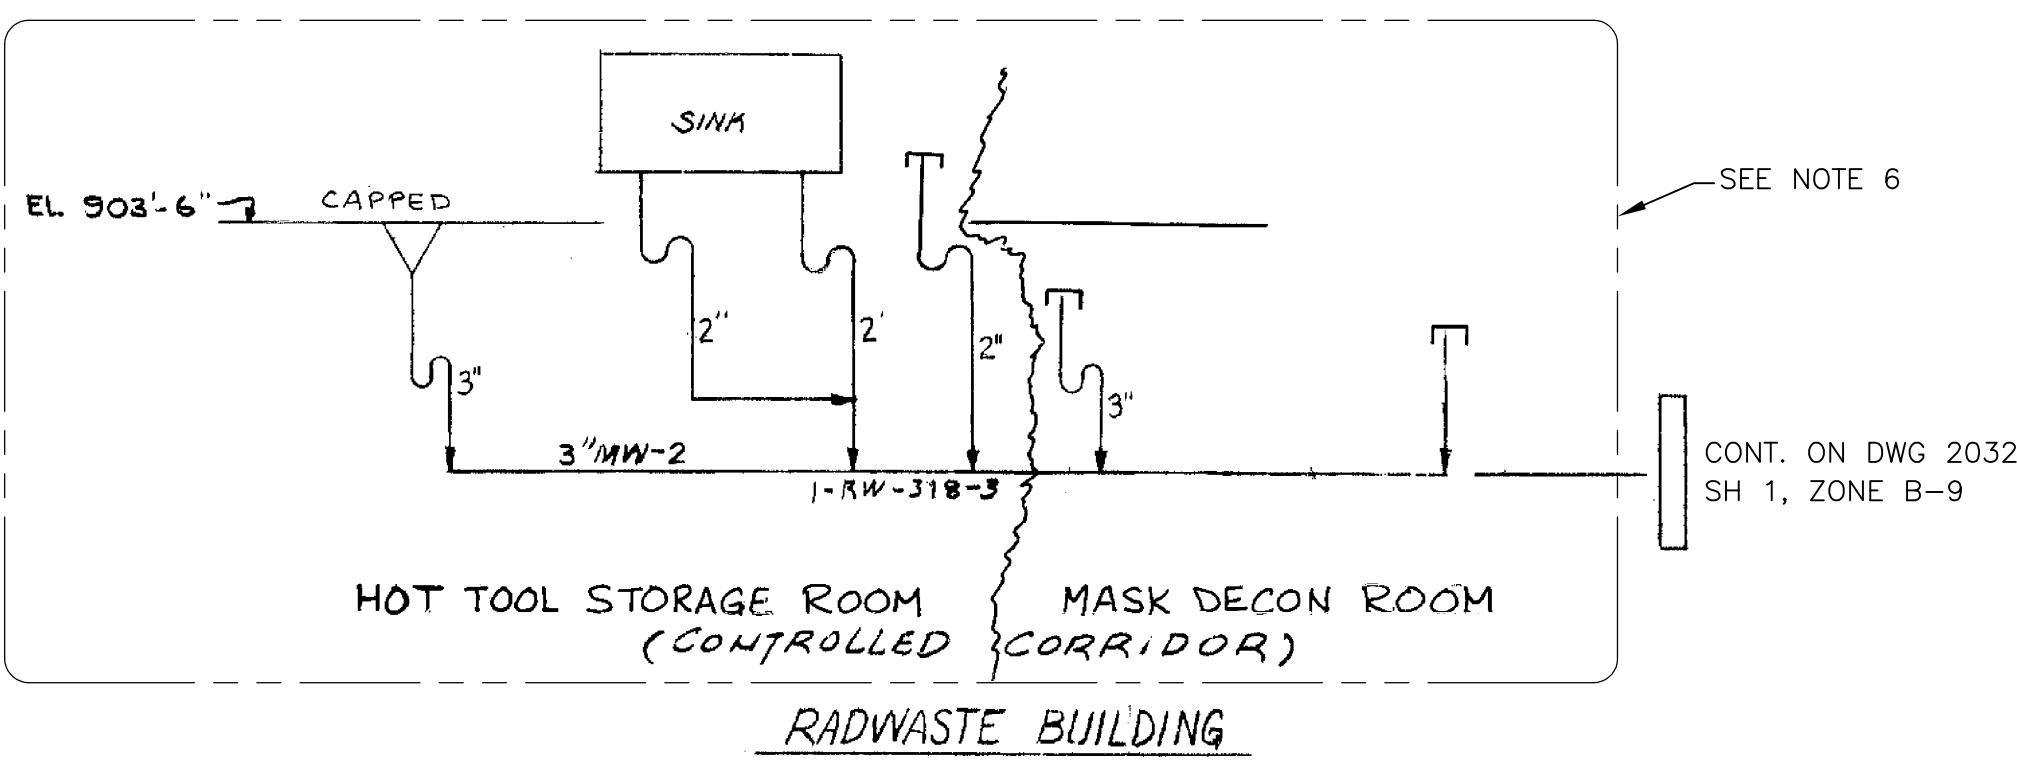 SINK
SEE NOTE 6
EL. 903'-6"
CAPPED
2"
2'
2"
3"
3"
3"MW-2
1-RW-318-3
CONT. ON DWG 2032
SH 1, ZONE B-9
HOT TOOL STORAGE ROOM
MASK DECON ROOM
(CONTROLLED CORRIDOR)
RADWASTE BUILDING